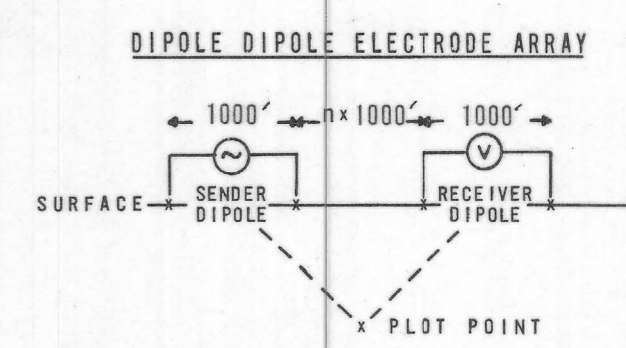 DIPOLE DIPOLE ELECTRODE ARRAY
1000′ n x 1000′ 1000′
~ V
SURFACE x SENDER x x RECEIVER x
DIPOLE DIPOLE
x PLOT POINT